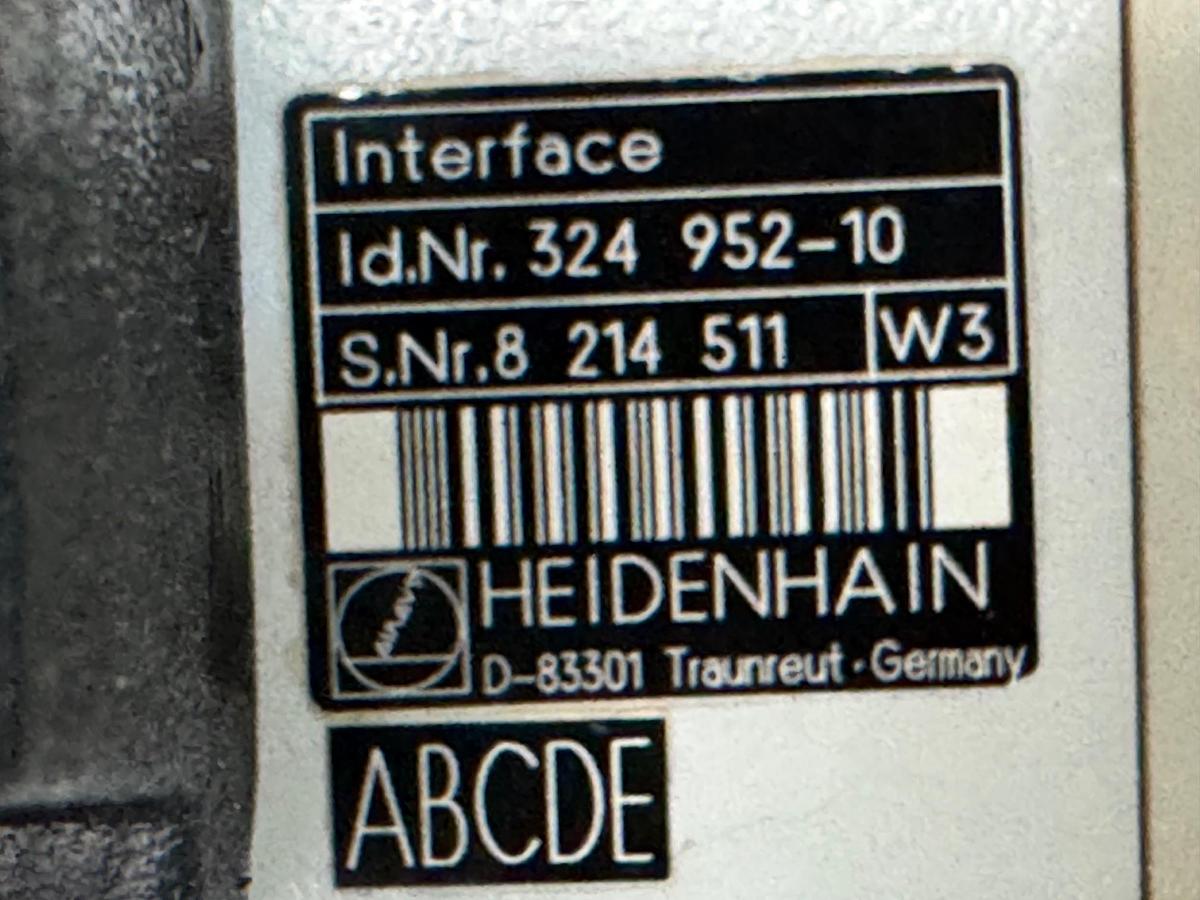 Interface
Id.Nr. 324 952-10
S.Nr.8 214 511 W3
HEIDENHAIN
D-83301 Traunreut · Germany
ABCDE